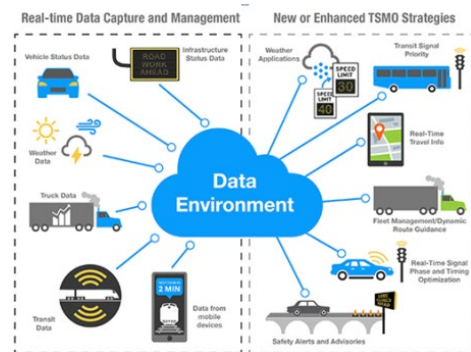 Real-time Data Capture and Management
New or Enhanced TSMO Strategies
Vehicle Status Data
Infrastructure
Status Data
ROAD
WORK
AHEAD
Weather
Data
Truck Data
Transit
Data
2 MIN
Data from
mobile
devices
Data
Environment
Weather
Applications
SPEED
LIMIT
30
SPEED
LIMIT
40
Transit Signal
Priority
Real-Time
Travel Info
Fleet Management/Dynamic
Route Guidance
Real-Time Signal
Phase and Timing
Optimization
Safety Alerts and Advisories